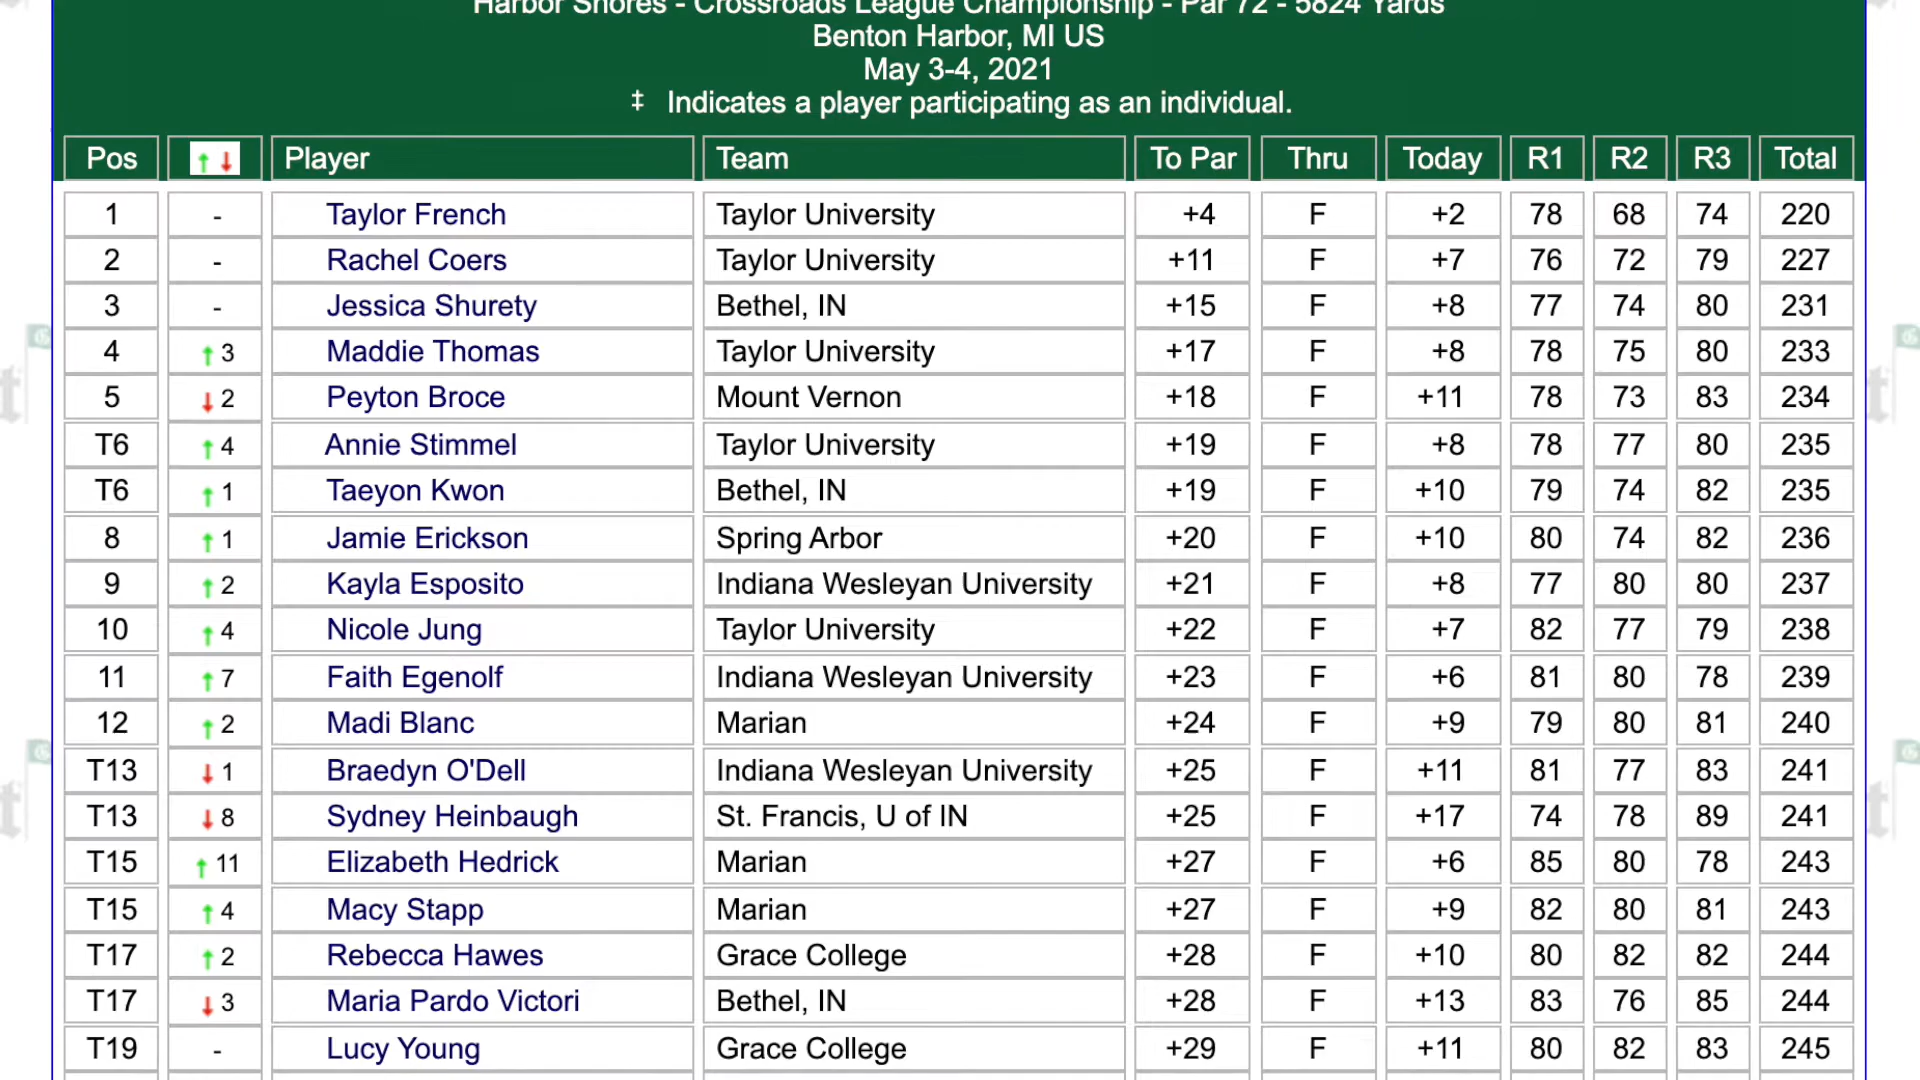 Harbor Shores - Crossroads League Championship - Par 72 - 5824 Yards
Benton Harbor, MI US
May 3-4, 2021
‡ Indicates a player participating as an individual.
Pos ↑↓ Player Team To Par Thru Today R1 R2 R3 Total
1 - Taylor French Taylor University +4 F +2 78 68 74 220
2 - Rachel Coers Taylor University +11 F +7 76 72 79 227
3 - Jessica Shurety Bethel, IN +15 F +8 77 74 80 231
4 ↑ 3 Maddie Thomas Taylor University +17 F +8 78 75 80 233
5 ↓ 2 Peyton Broce Mount Vernon +18 F +11 78 73 83 234
T6 ↑ 4 Annie Stimmel Taylor University +19 F +8 78 77 80 235
T6 ↑ 1 Taeyon Kwon Bethel, IN +19 F +10 79 74 82 235
8 ↑ 1 Jamie Erickson Spring Arbor +20 F +10 80 74 82 236
9 ↑ 2 Kayla Esposito Indiana Wesleyan University +21 F +8 77 80 80 237
10 ↑ 4 Nicole Jung Taylor University +22 F +7 82 77 79 238
11 ↑ 7 Faith Egenolf Indiana Wesleyan University +23 F +6 81 80 78 239
12 ↑ 2 Madi Blanc Marian +24 F +9 79 80 81 240
T13 ↓ 1 Braedyn O'Dell Indiana Wesleyan University +25 F +11 81 77 83 241
T13 ↓ 8 Sydney Heinbaugh St. Francis, U of IN +25 F +17 74 78 89 241
T15 ↑ 11 Elizabeth Hedrick Marian +27 F +6 85 80 78 243
T15 ↑ 4 Macy Stapp Marian +27 F +9 82 80 81 243
T17 ↑ 2 Rebecca Hawes Grace College +28 F +10 80 82 82 244
T17 ↓ 3 Maria Pardo Victori Bethel, IN +28 F +13 83 76 85 244
T19 - Lucy Young Grace College +29 F +11 80 82 83 245